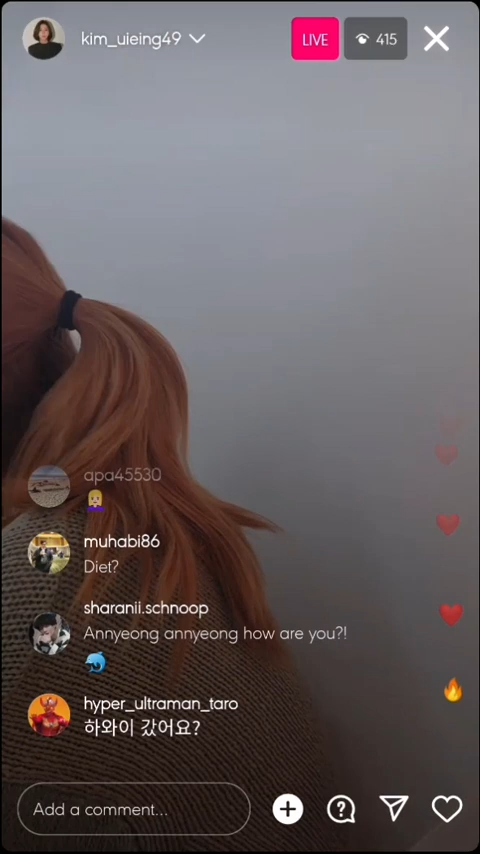 kim_uieing49
LIVE
415
apa45530
muhabi86
Diet?
sharanii.schnoop
Annyeong annyeong how are you?!
hyper_ultraman_taro
하와이 갔어요?
Add a comment...